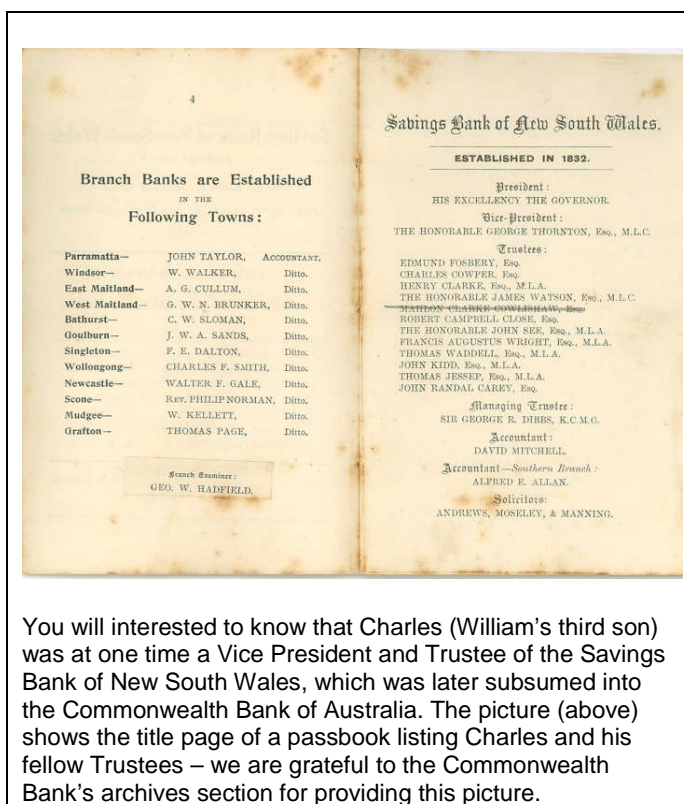 4
Branch Banks are Established
IN THE
Following Towns :
Parramatta— JOHN TAYLOR, ACCOUNTANT.
Windsor— W. WALKER, Ditto.
East Maitland— A. G. CULLUM, Ditto.
West Maitland— G. W. N. BRUNKER, Ditto.
Bathurst— C. W. SLOMAN, Ditto.
Goulburn— J. W. A. SANDS, Ditto.
Singleton— F. E. DALTON, Ditto.
Wollongong— CHARLES F. SMITH, Ditto.
Newcastle— WALTER F. GALE, Ditto.
Scone— REV. PHILIP NORMAN, Ditto.
Mudgee— W. KELLETT, Ditto.
Grafton— THOMAS PAGE, Ditto.
Branch Examiner :
GEO. W. HADFIELD.
Savings Bank of New South Wales.
ESTABLISHED IN 1832.
President :
HIS EXCELLENCY THE GOVERNOR.
Vice-President :
THE HONORABLE GEORGE THORNTON, Esq., M.L.C.
Trustees :
EDMUND FOSBERY, Esq.
CHARLES COWPER, Esq.
HENRY CLARKE, Esq., M.L.A.
THE HONORABLE JAMES WATSON, Esq., M.L.C.
MAHLON CLARKE COWLISHAW, Esq.
ROBERT CAMPBELL CLOSE, Esq.
THE HONORABLE JOHN SEE, Esq., M.L.A.
FRANCIS AUGUSTUS WRIGHT, Esq., M.L.A.
THOMAS WADDELL, Esq., M.L.A.
JOHN KIDD, Esq., M.L.A.
THOMAS JESSEP, Esq., M.L.A.
JOHN RANDAL CAREY, Esq.
Managing Trustee :
SIR GEORGE R. DIBBS, K.C.M.G.
Accountant :
DAVID MITCHELL.
Accountant—Southern Branch :
ALFRED E. ALLAN.
Solicitors:
ANDREWS, MOSELEY, & MANNING.
You will interested to know that Charles (William’s third son)
was at one time a Vice President and Trustee of the Savings
Bank of New South Wales, which was later subsumed into
the Commonwealth Bank of Australia. The picture (above)
shows the title page of a passbook listing Charles and his
fellow Trustees – we are grateful to the Commonwealth
Bank’s archives section for providing this picture.